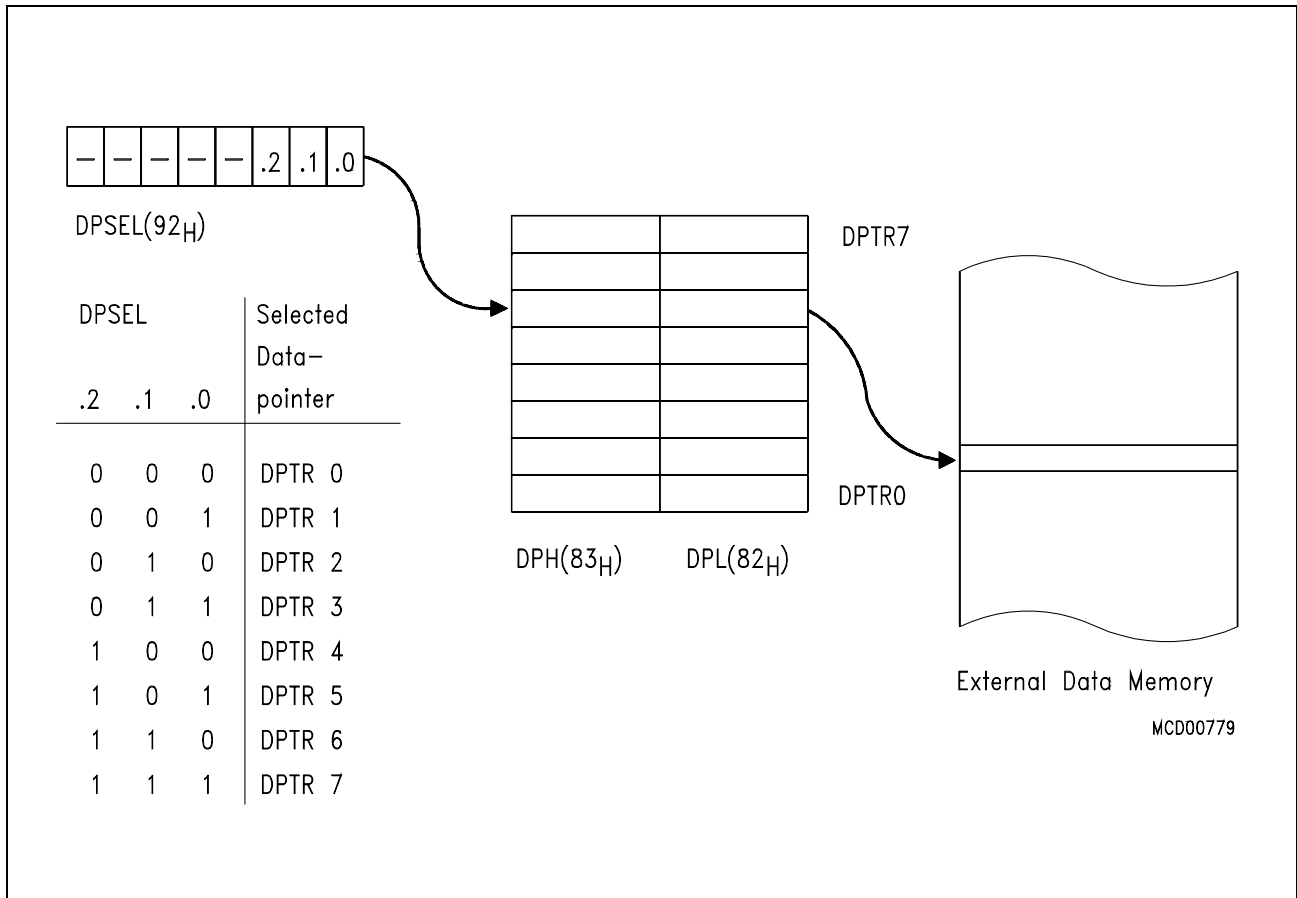 – – – – – .2 .1 .0
DPSEL(92H)
DPSEL
Selected
Data–
.2 .1 .0 pointer
0 0 0 DPTR 0
0 0 1 DPTR 1
0 1 0 DPTR 2
0 1 1 DPTR 3
1 0 0 DPTR 4
1 0 1 DPTR 5
1 1 0 DPTR 6
1 1 1 DPTR 7
DPTR7
DPTR0
DPH(83H) DPL(82H)
External Data Memory
MCD00779